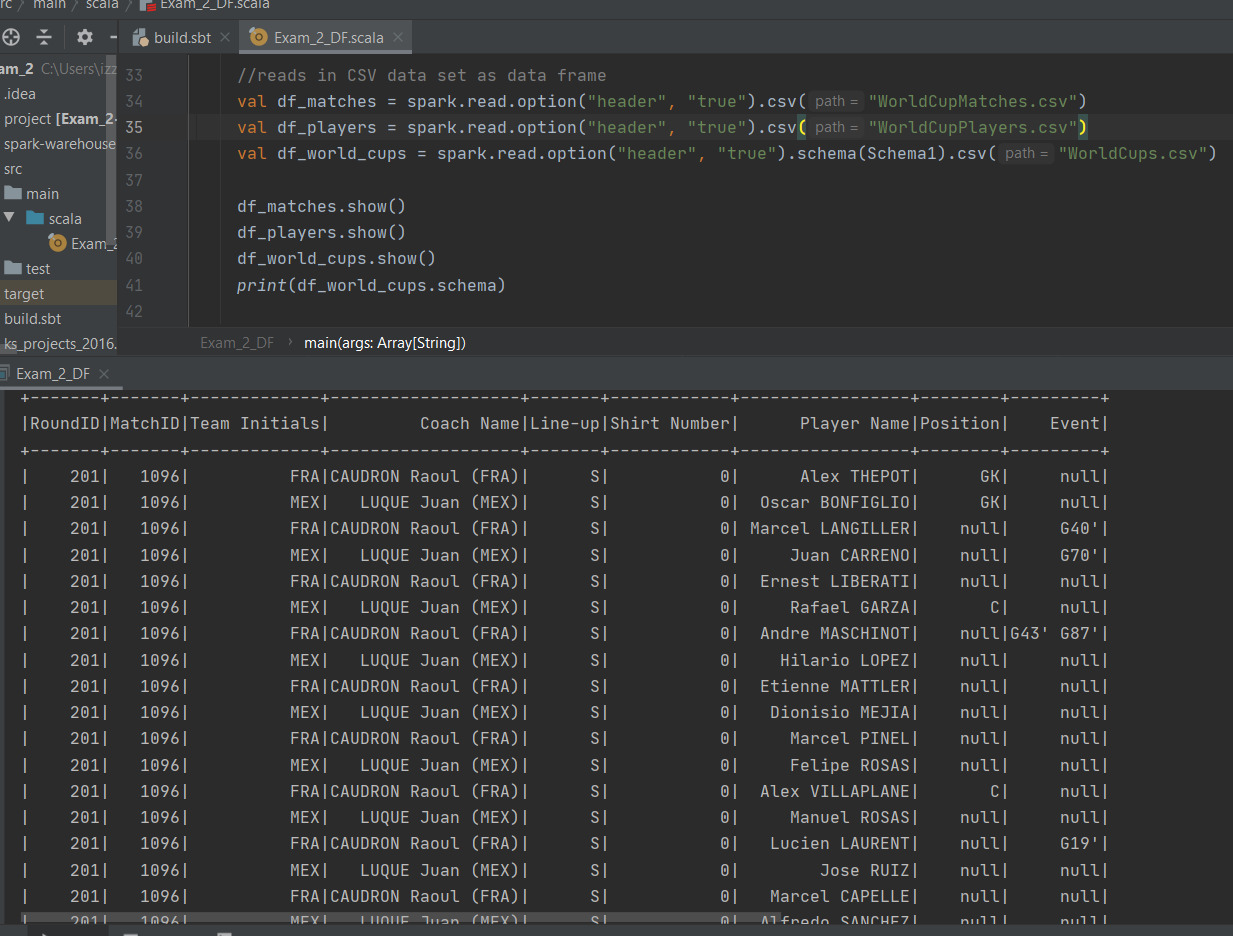 rc > main > scala > Exam_2_DF.scala
build.sbt × Exam_2_DF.scala ×
am_2 C:\Users\izz
.idea
project [Exam_2-
spark-warehouse
src
main
scala
Exam_2
test
target
build.sbt
ks_projects_2016.
33 //reads in CSV data set as data frame
34 val df_matches = spark.read.option("header", "true").csv( path = "WorldCupMatches.csv")
35 val df_players = spark.read.option("header", "true").csv( path = "WorldCupPlayers.csv")
36 val df_world_cups = spark.read.option("header", "true").schema(Schema1).csv( path = "WorldCups.csv")
37
38 df_matches.show()
39 df_players.show()
40 df_world_cups.show()
41 print(df_world_cups.schema)
42
Exam_2_DF > main(args: Array[String])
Exam_2_DF ×
+-------+-------+-------------+-------------------+-------+------------+-----------------+--------+---------+
|RoundID|MatchID|Team Initials|         Coach Name|Line-up|Shirt Number|      Player Name|Position|    Event|
+-------+-------+-------------+-------------------+-------+------------+-----------------+--------+---------+
|    201|   1096|          FRA|CAUDRON Raoul (FRA)|      S|           0|      Alex THEPOT|      GK|     null|
|    201|   1096|          MEX|   LUQUE Juan (MEX)|      S|           0|  Oscar BONFIGLIO|      GK|     null|
|    201|   1096|          FRA|CAUDRON Raoul (FRA)|      S|           0| Marcel LANGILLER|    null|     G40'|
|    201|   1096|          MEX|   LUQUE Juan (MEX)|      S|           0|     Juan CARRENO|    null|     G70'|
|    201|   1096|          FRA|CAUDRON Raoul (FRA)|      S|           0|  Ernest LIBERATI|    null|     null|
|    201|   1096|          MEX|   LUQUE Juan (MEX)|      S|           0|     Rafael GARZA|       C|     null|
|    201|   1096|          FRA|CAUDRON Raoul (FRA)|      S|           0|  Andre MASCHINOT|    null|G43' G87'|
|    201|   1096|          MEX|   LUQUE Juan (MEX)|      S|           0|    Hilario LOPEZ|    null|     null|
|    201|   1096|          FRA|CAUDRON Raoul (FRA)|      S|           0|  Etienne MATTLER|    null|     null|
|    201|   1096|          MEX|   LUQUE Juan (MEX)|      S|           0|   Dionisio MEJIA|    null|     null|
|    201|   1096|          FRA|CAUDRON Raoul (FRA)|      S|           0|     Marcel PINEL|    null|     null|
|    201|   1096|          MEX|   LUQUE Juan (MEX)|      S|           0|     Felipe ROSAS|    null|     null|
|    201|   1096|          FRA|CAUDRON Raoul (FRA)|      S|           0|  Alex VILLAPLANE|       C|     null|
|    201|   1096|          MEX|   LUQUE Juan (MEX)|      S|           0|     Manuel ROSAS|    null|     null|
|    201|   1096|          FRA|CAUDRON Raoul (FRA)|      S|           0|   Lucien LAURENT|    null|     G19'|
|    201|   1096|          MEX|   LUQUE Juan (MEX)|      S|           0|        Jose RUIZ|    null|     null|
|    201|   1096|          FRA|CAUDRON Raoul (FRA)|      S|           0|   Marcel CAPELLE|    null|     null|
|    201|   1096|          MEX|   LUQUE Juan (MEX)|      S|           0|  Alfredo SANCHEZ|    null|     null|